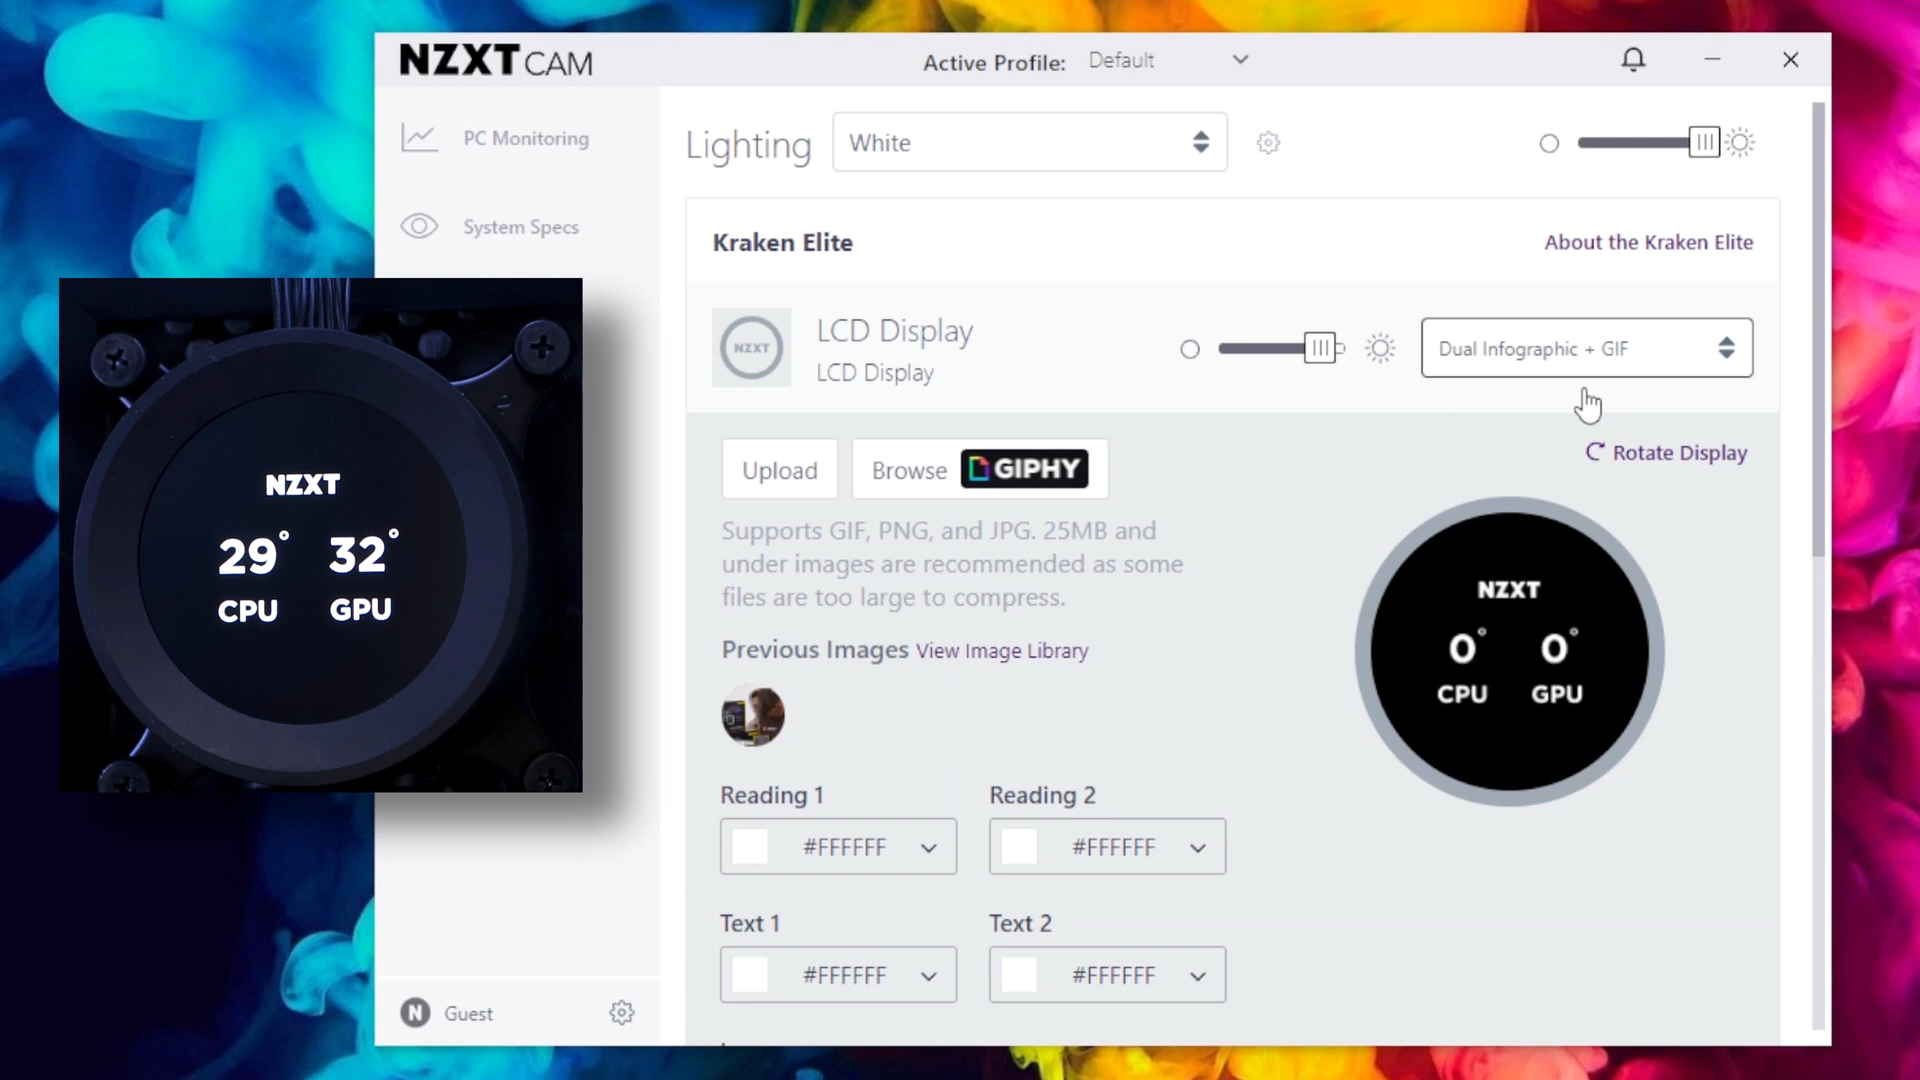 NZXT CAM
Active Profile: Default
PC Monitoring
System Specs
Lighting
White
Kraken Elite
About the Kraken Elite
NZXT
LCD Display
LCD Display
Dual Infographic + GIF
Rotate Display
Upload
Browse GIPHY
Supports GIF, PNG, and JPG. 25MB and
under images are recommended as some
files are too large to compress.
Previous Images View Image Library
NZXT
0° 0°
CPU GPU
Reading 1 Reading 2
#FFFFFF #FFFFFF
Text 1 Text 2
#FFFFFF #FFFFFF
N Guest
NZXT
29° 32°
CPU GPU